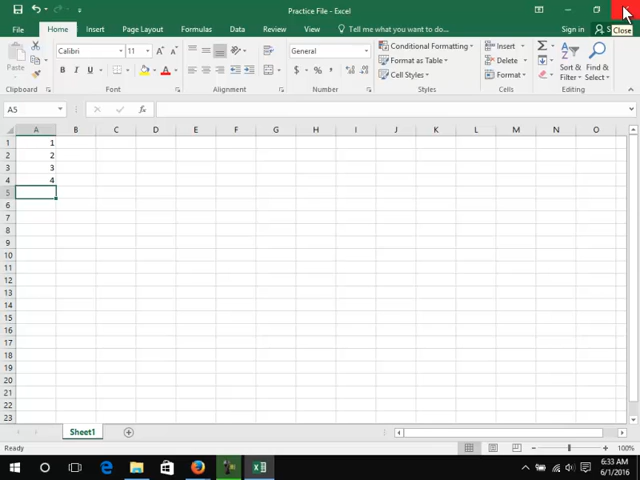 Practice File - Excel
Close
File Home Insert Page Layout Formulas Data Review View Tell me what you want to do... Sign in S
Calibri 11 A A General Conditional Formatting Insert Σ
Paste B I U A $ % , Format as Table Delete Sort & Find &
Cell Styles Format Filter Select
Clipboard Font Alignment Number Styles Cells Editing
A5 fx
A B C D E F G H I J K L M N O
1 1
2 2
3 3
4 4
5
6
7
8
9
10
11
12
13
14
15
16
17
18
19
20
21
22
23
Sheet1
Ready 100%
6:33 AM
6/1/2016